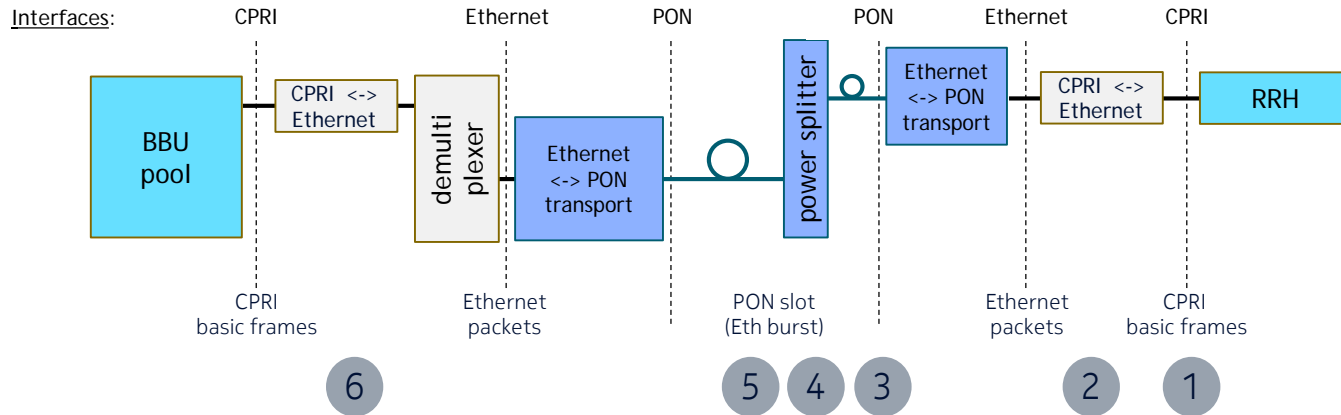 Interfaces:
CPRI
Ethernet
PON
PON
Ethernet
CPRI
BBU
pool
CPRI <->
Ethernet
demulti
plexer
Ethernet
<-> PON
transport
power splitter
Ethernet
<-> PON
transport
CPRI <->
Ethernet
RRH
CPRI
basic frames
Ethernet
packets
PON slot
(Eth burst)
Ethernet
packets
CPRI
basic frames
6
5
4
3
2
1